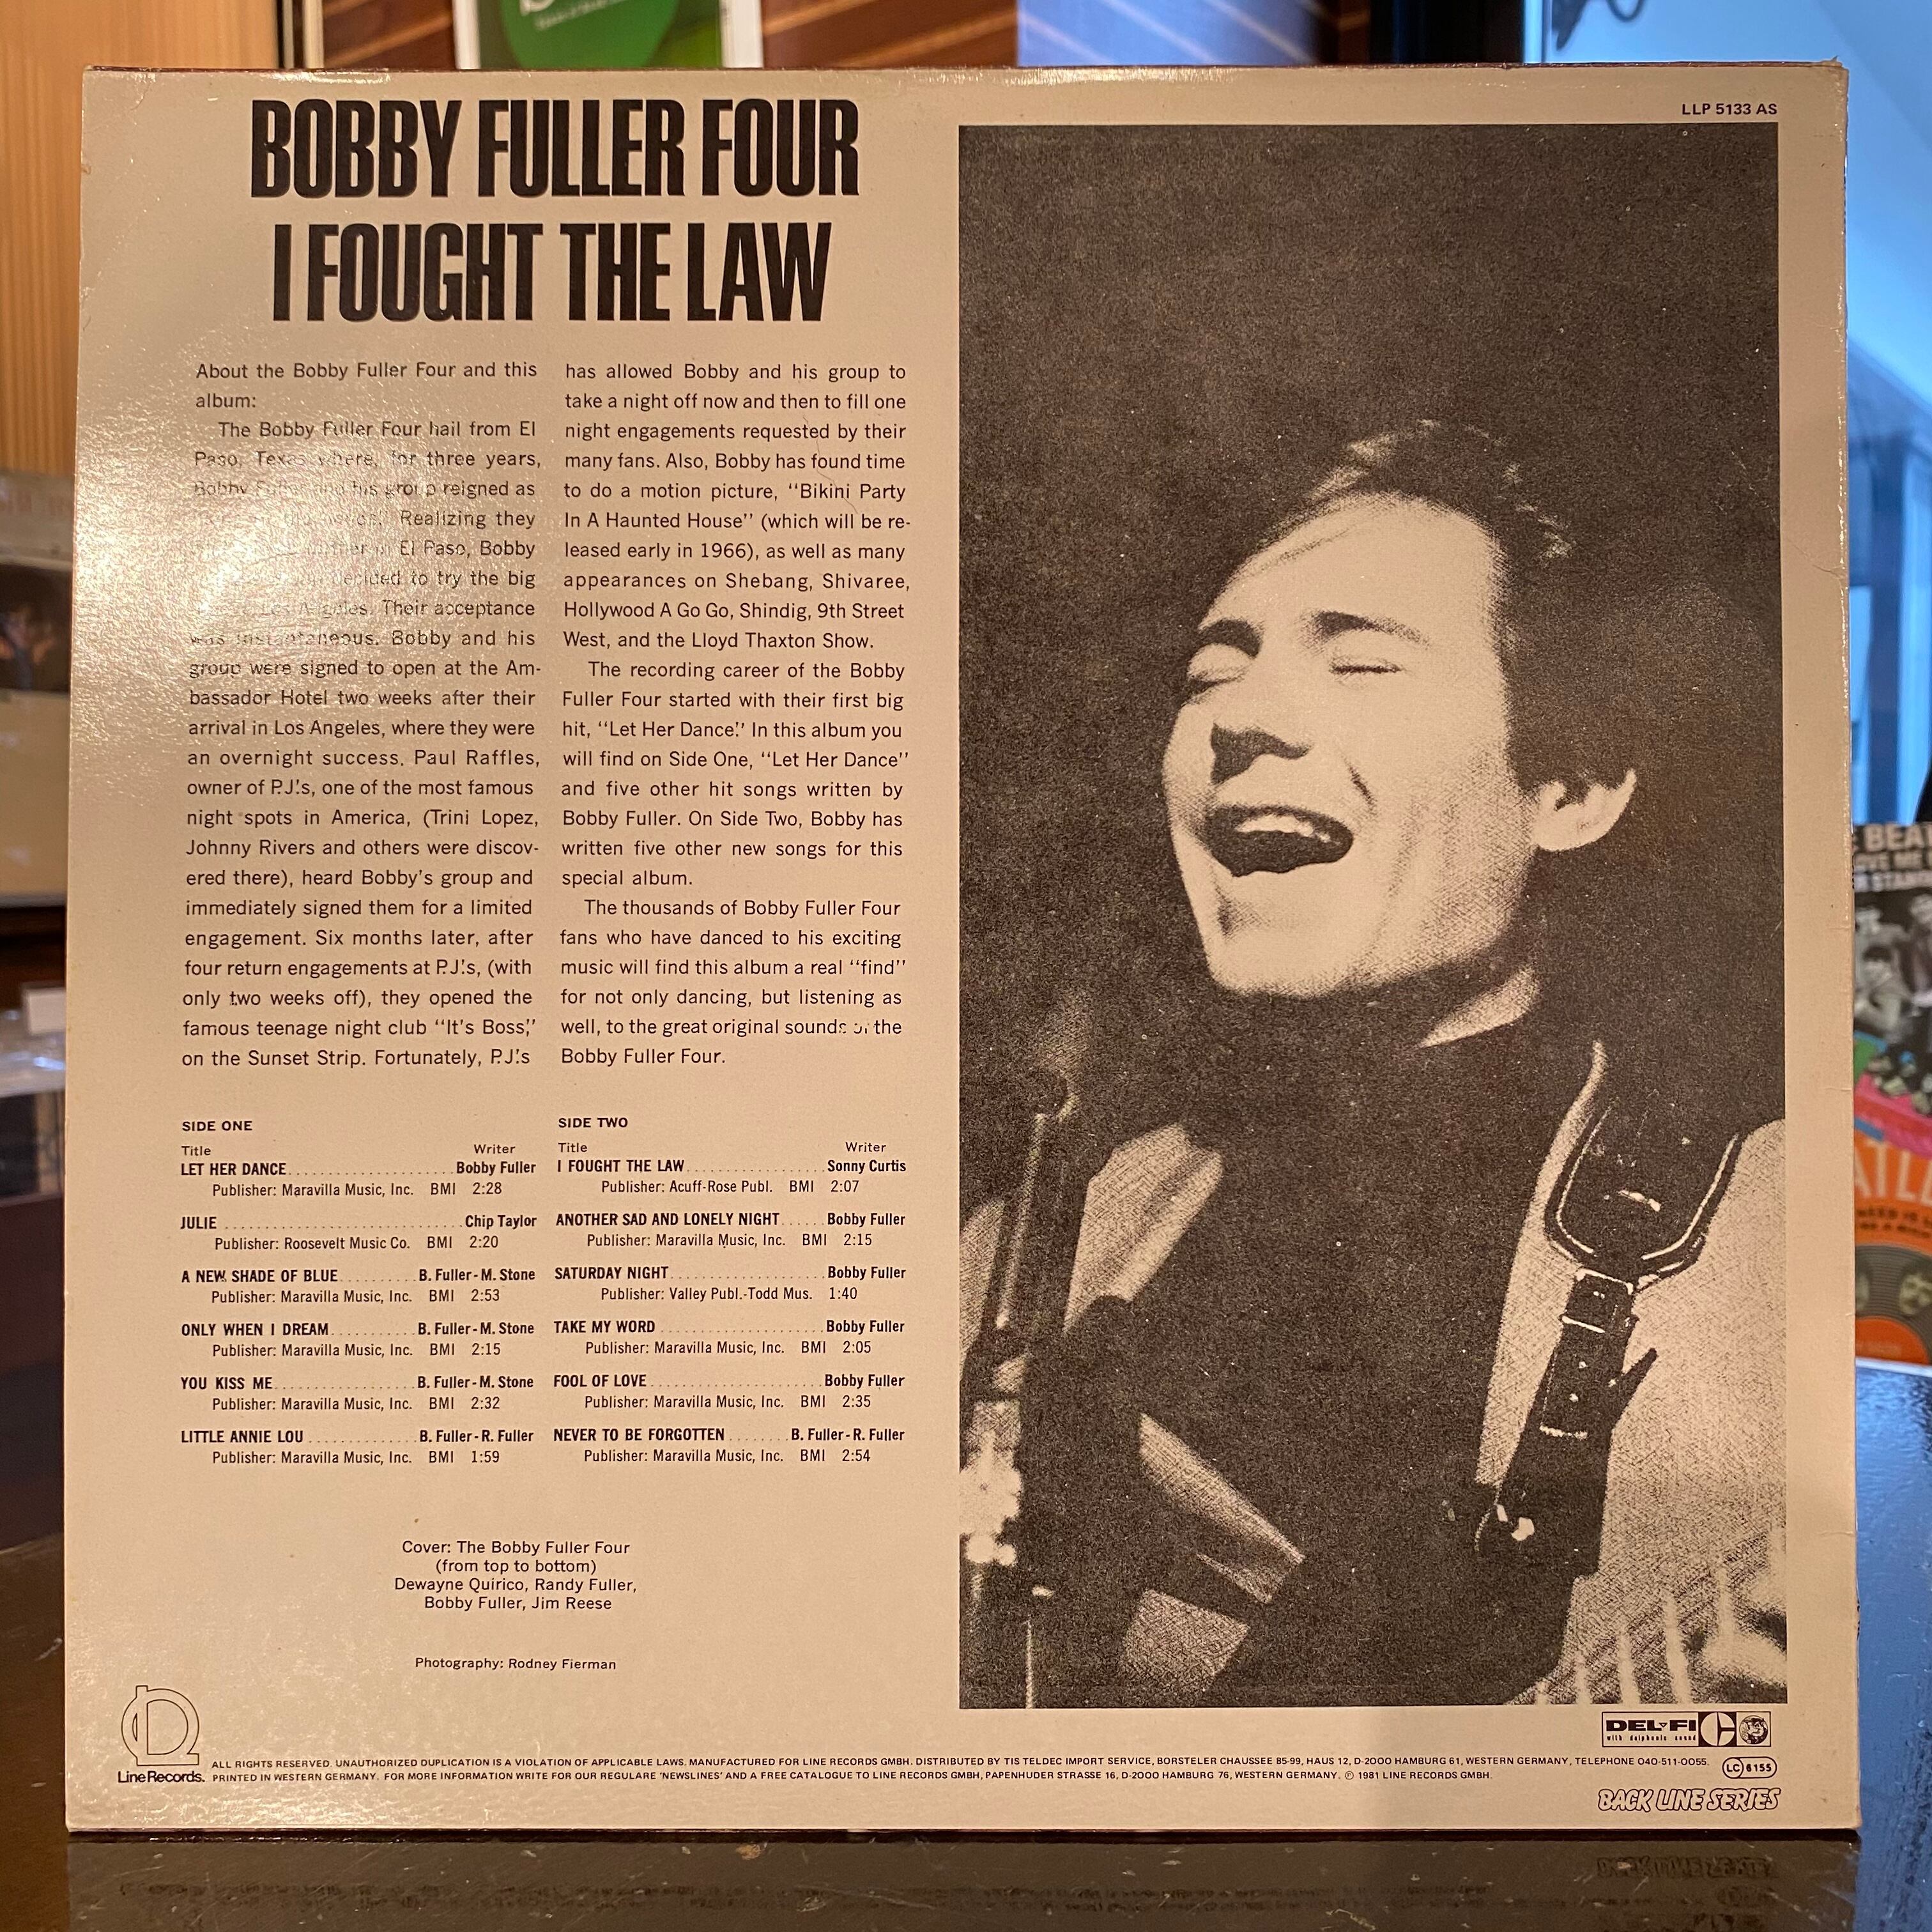 BOBBY FULLER FOUR
I FOUGHT THE LAW
LLP 5133 AS
About the Bobby Fuller Four and this
album:
The Bobby Fuller Four hail from El
Paso, Texas where, for three years,
Bobby Fuller and his group reigned as
Realizing they
El Paso, Bobby
decided to try the big
Los Angeles. Their acceptance
was instantaneous. Bobby and his
group were signed to open at the Am-
bassador Hotel two weeks after their
arrival in Los Angeles, where they were
an overnight success. Paul Raffles,
owner of P.J.'s, one of the most famous
night spots in America, (Trini Lopez,
Johnny Rivers and others were discov-
ered there), heard Bobby's group and
immediately signed them for a limited
engagement. Six months later, after
four return engagements at P.J.'s, (with
only two weeks off), they opened the
famous teenage night club "It's Boss,"
on the Sunset Strip. Fortunately, P.J.'s
has allowed Bobby and his group to
take a night off now and then to fill one
night engagements requested by their
many fans. Also, Bobby has found time
to do a motion picture, "Bikini Party
In A Haunted House" (which will be re-
leased early in 1966), as well as many
appearances on Shebang, Shivaree,
Hollywood A Go Go, Shindig, 9th Street
West, and the Lloyd Thaxton Show.
The recording career of the Bobby
Fuller Four started with their first big
hit, "Let Her Dance." In this album you
will find on Side One, "Let Her Dance"
and five other hit songs written by
Bobby Fuller. On Side Two, Bobby has
written five other new songs for this
special album.
The thousands of Bobby Fuller Four
fans who have danced to his exciting
music will find this album a real "find"
for not only dancing, but listening as
well, to the great original sounds of the
Bobby Fuller Four.
SIDE ONE
Title Writer
LET HER DANCE Bobby Fuller
Publisher: Maravilla Music, Inc. BMI 2:28
JULIE Chip Taylor
Publisher: Roosevelt Music Co. BMI 2:20
A NEW SHADE OF BLUE B. Fuller-M. Stone
Publisher: Maravilla Music, Inc. BMI 2:53
ONLY WHEN I DREAM B. Fuller-M. Stone
Publisher: Maravilla Music, Inc. BMI 2:15
YOU KISS ME B. Fuller-M. Stone
Publisher: Maravilla Music, Inc. BMI 2:32
LITTLE ANNIE LOU B. Fuller-R. Fuller
Publisher: Maravilla Music, Inc. BMI 1:59
SIDE TWO
Title Writer
I FOUGHT THE LAW Sonny Curtis
Publisher: Acuff-Rose Publ. BMI 2:07
ANOTHER SAD AND LONELY NIGHT Bobby Fuller
Publisher: Maravilla Music, Inc. BMI 2:15
SATURDAY NIGHT Bobby Fuller
Publisher: Valley Publ.-Todd Mus. 1:40
TAKE MY WORD Bobby Fuller
Publisher: Maravilla Music, Inc. BMI 2:05
FOOL OF LOVE Bobby Fuller
Publisher: Maravilla Music, Inc. BMI 2:35
NEVER TO BE FORGOTTEN B. Fuller-R. Fuller
Publisher: Maravilla Music, Inc. BMI 2:54
Cover: The Bobby Fuller Four
(from top to bottom)
Dewayne Quirico, Randy Fuller,
Bobby Fuller, Jim Reese
Photography: Rodney Fierman
DEL-FI
with delphonic sound
Line Records.
ALL RIGHTS RESERVED. UNAUTHORIZED DUPLICATION IS A VIOLATION OF APPLICABLE LAWS. MANUFACTURED FOR LINE RECORDS GMBH. DISTRIBUTED BY TIS TELDEC IMPORT SERVICE, BORSTELER CHAUSSEE 85-99, HAUS 12, D-2000 HAMBURG 61, WESTERN GERMANY, TELEPHONE 040-511-0055.
PRINTED IN WESTERN GERMANY. FOR MORE INFORMATION WRITE FOR OUR REGULARE 'NEWSLINES' AND A FREE CATALOGUE TO LINE RECORDS GMBH, PAPENHUDER STRASSE 16, D-2000 HAMBURG 76, WESTERN GERMANY. ℗ 1981 LINE RECORDS GMBH.
LC 6155
BACK LINE SERIES